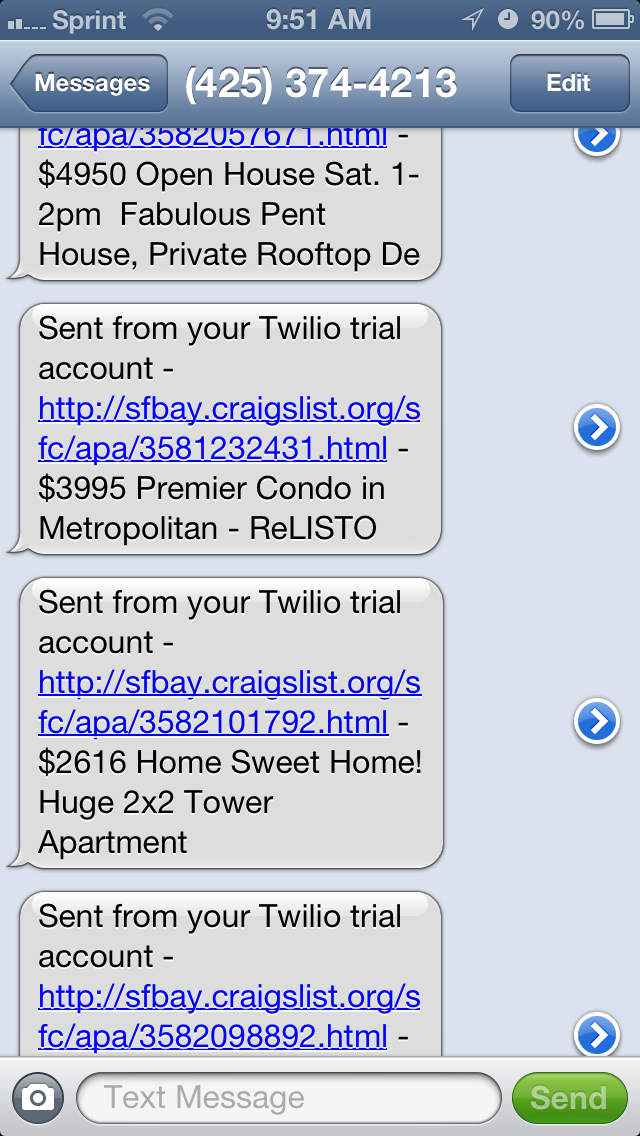 Sprint 9:51 AM 90%
Messages (425) 374-4213 Edit
fc/apa/3582057671.html -
$4950 Open House Sat. 1-
2pm  Fabulous Pent
House, Private Rooftop De
Sent from your Twilio trial
account -
http://sfbay.craigslist.org/s
fc/apa/3581232431.html -
$3995 Premier Condo in
Metropolitan - ReLISTO
Sent from your Twilio trial
account -
http://sfbay.craigslist.org/s
fc/apa/3582101792.html -
$2616 Home Sweet Home!
Huge 2x2 Tower
Apartment
Sent from your Twilio trial
account -
http://sfbay.craigslist.org/s
fc/apa/3582098892.html -
Text Message Send